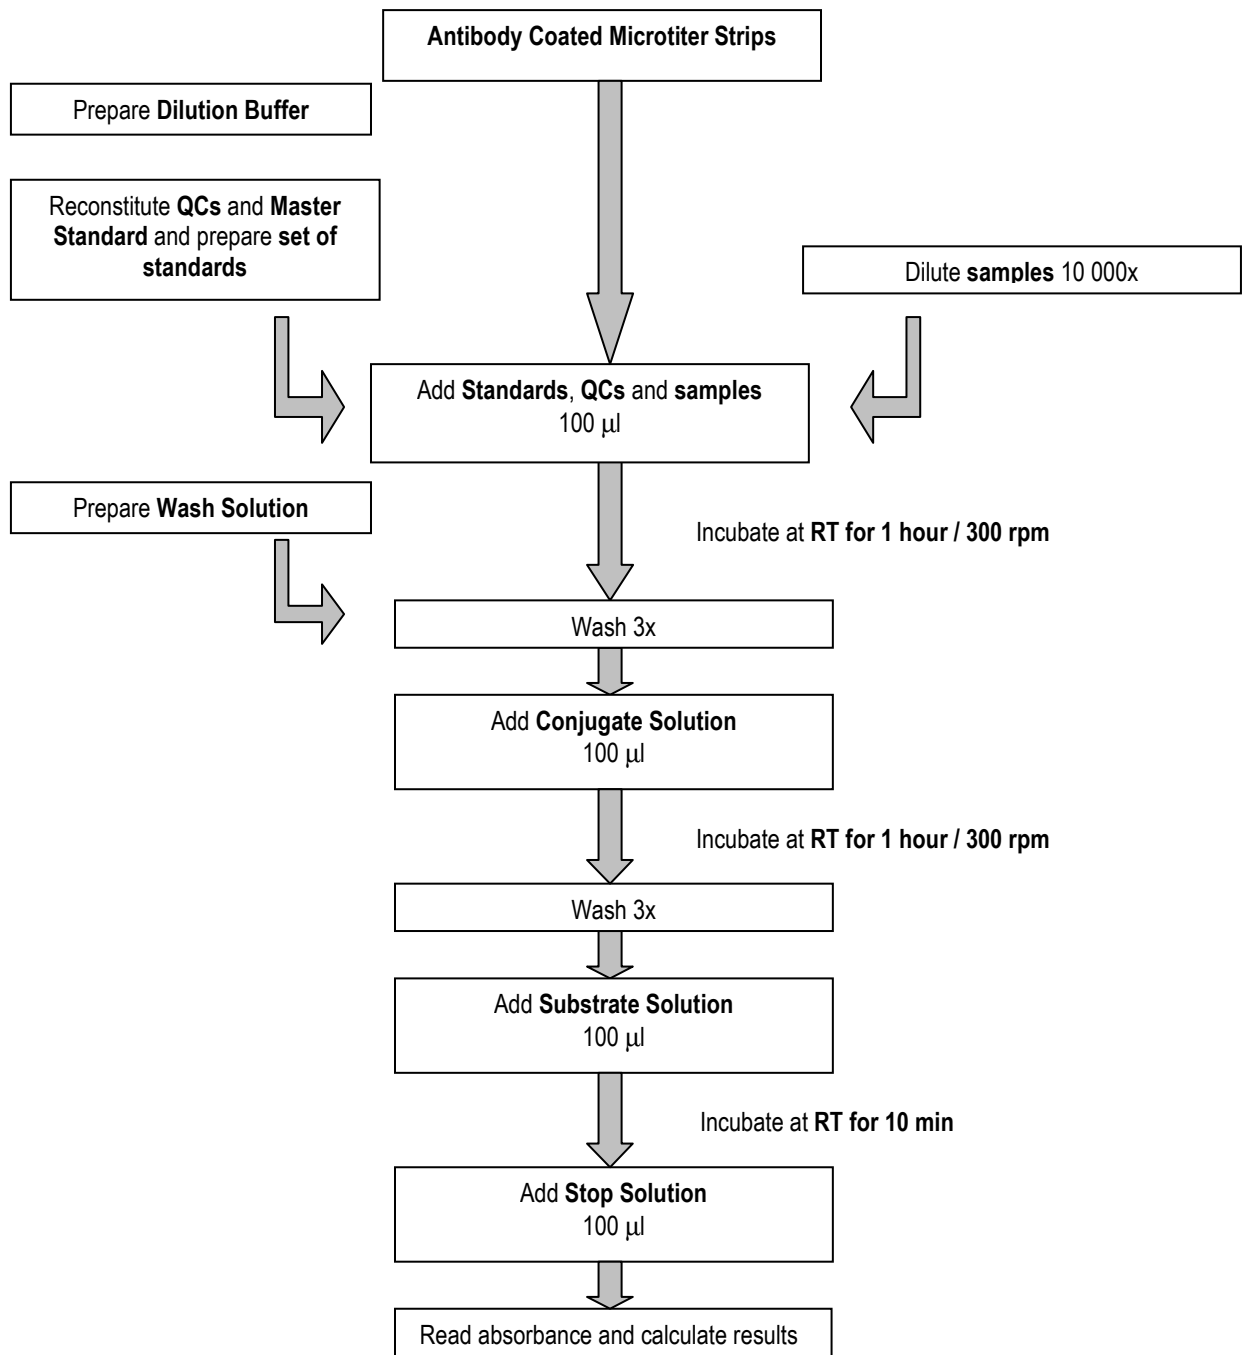 Antibody Coated Microtiter Strips
Prepare Dilution Buffer
Reconstitute QCs and Master
Standard and prepare set of
standards
Dilute samples 10 000x
Add Standards, QCs and samples
100 µl
Prepare Wash Solution
Incubate at RT for 1 hour / 300 rpm
Wash 3x
Add Conjugate Solution
100 µl
Incubate at RT for 1 hour / 300 rpm
Wash 3x
Add Substrate Solution
100 µl
Incubate at RT for 10 min
Add Stop Solution
100 µl
Read absorbance and calculate results